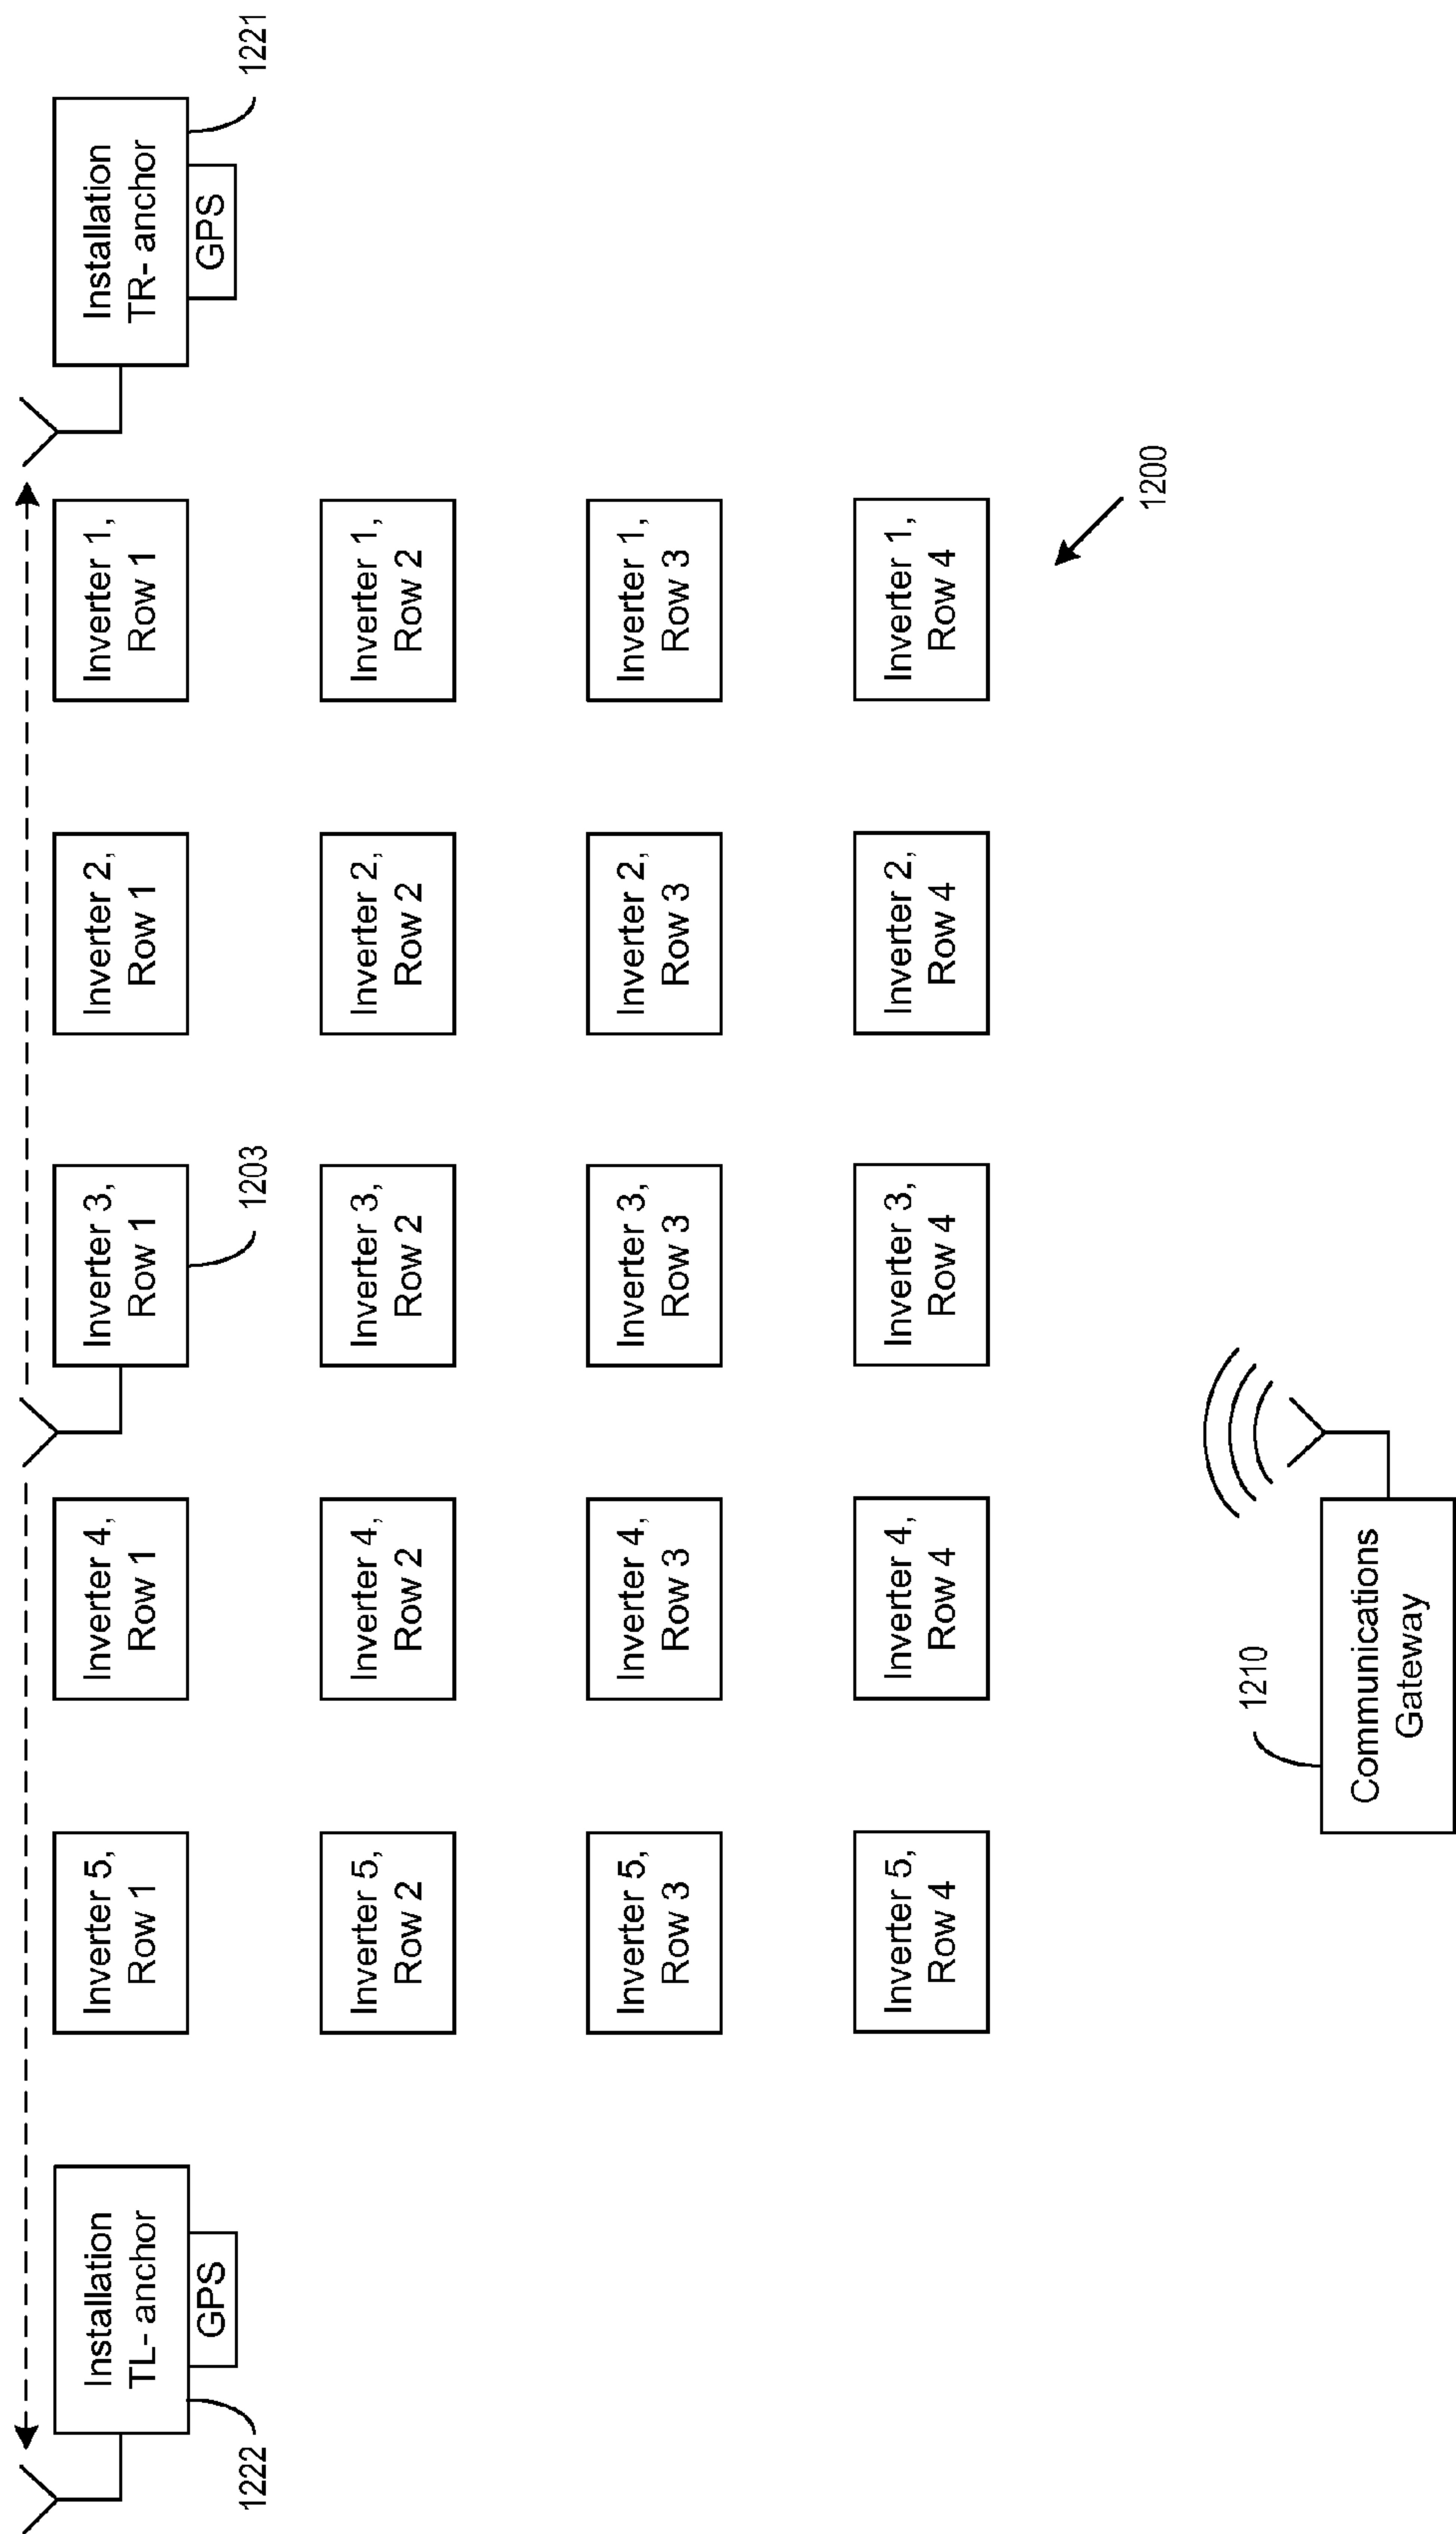 Installation
TL- anchor
GPS
1222
Inverter 5,
Row 1
Inverter 4,
Row 1
Inverter 3,
Row 1
1203
Inverter 2,
Row 1
Inverter 1,
Row 1
Installation
TR- anchor
GPS
1221
Inverter 5,
Row 2
Inverter 4,
Row 2
Inverter 3,
Row 2
Inverter 2,
Row 2
Inverter 1,
Row 2
Inverter 5,
Row 3
Inverter 4,
Row 3
Inverter 3,
Row 3
Inverter 2,
Row 3
Inverter 1,
Row 3
Inverter 5,
Row 4
Inverter 4,
Row 4
Inverter 3,
Row 4
Inverter 2,
Row 4
Inverter 1,
Row 4
1200
1210
Communications
Gateway